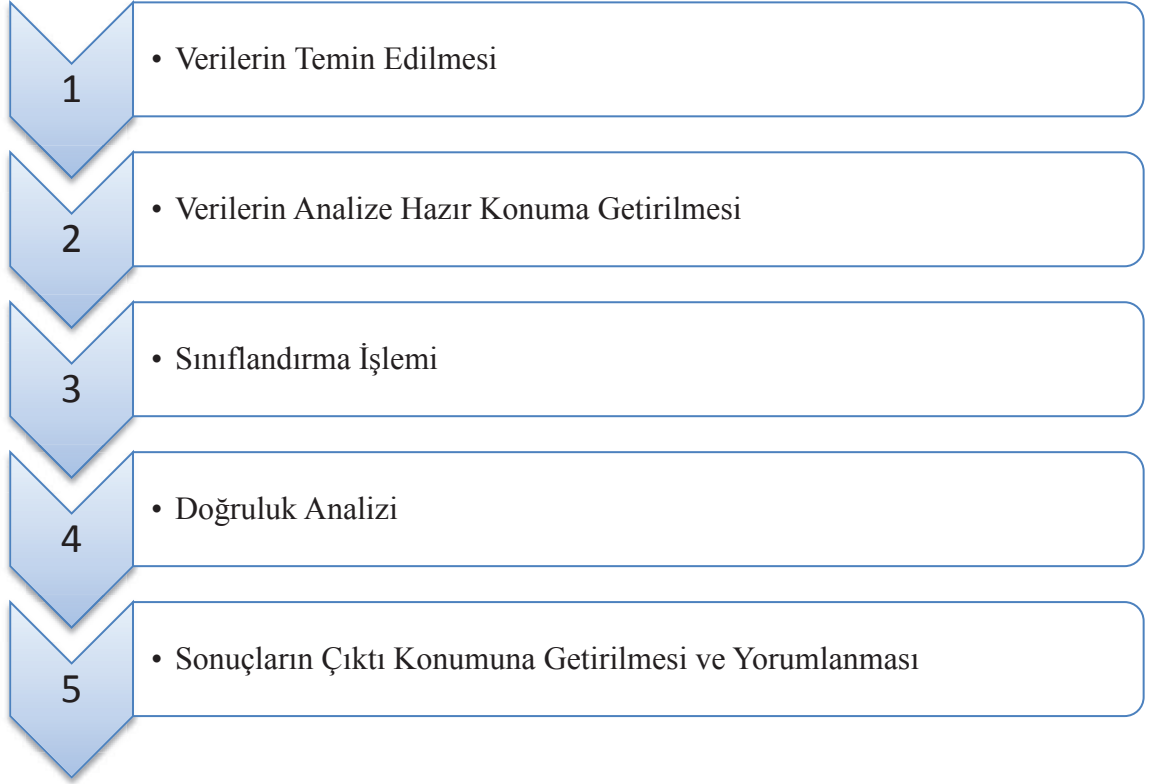 1
• Verilerin Temin Edilmesi
2
• Verilerin Analize Hazır Konuma Getirilmesi
3
• Sınıflandırma İşlemi
4
• Doğruluk Analizi
5
• Sonuçların Çıktı Konumuna Getirilmesi ve Yorumlanması